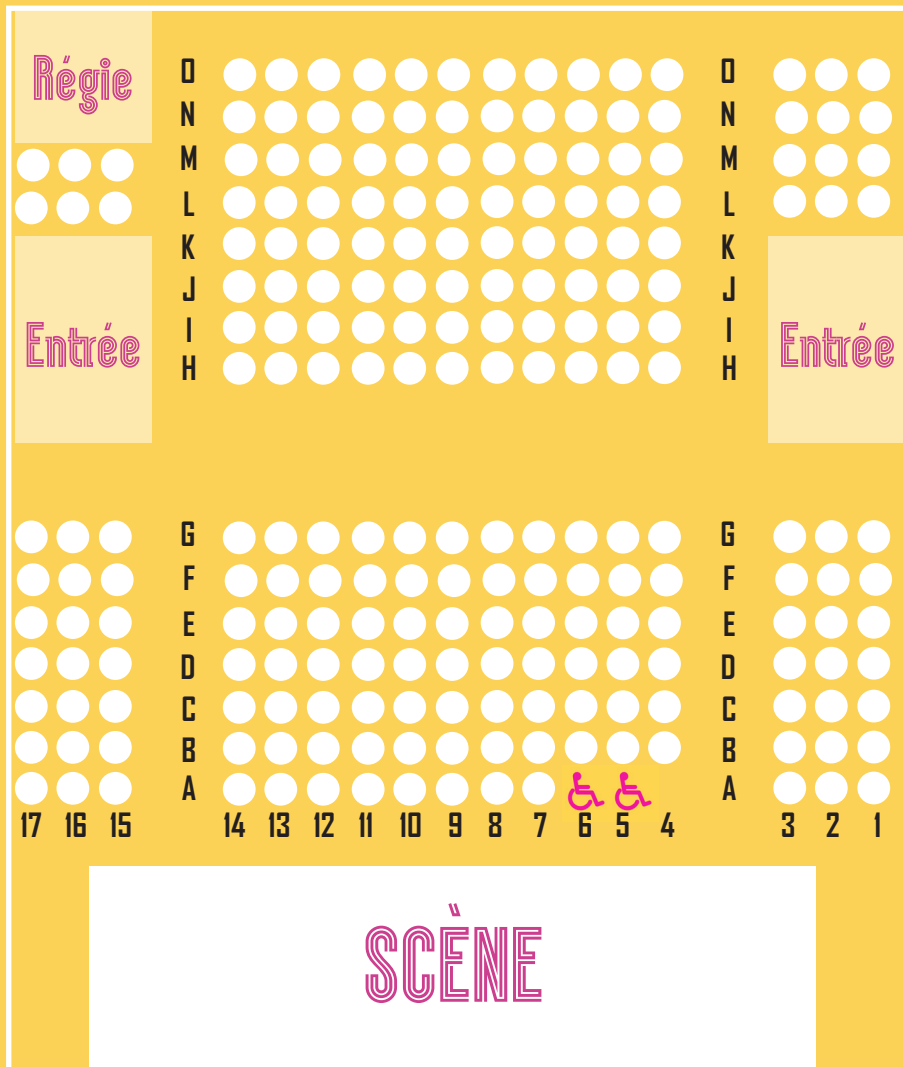 Régie
O O
N N
M M
L L
K K
J J
I I
Entrée Entrée
H H
G G
F F
E E
D D
C C
B B
A A
17 16 15 14 13 12 11 10 9 8 7 6 5 4 3 2 1
SCÈNE